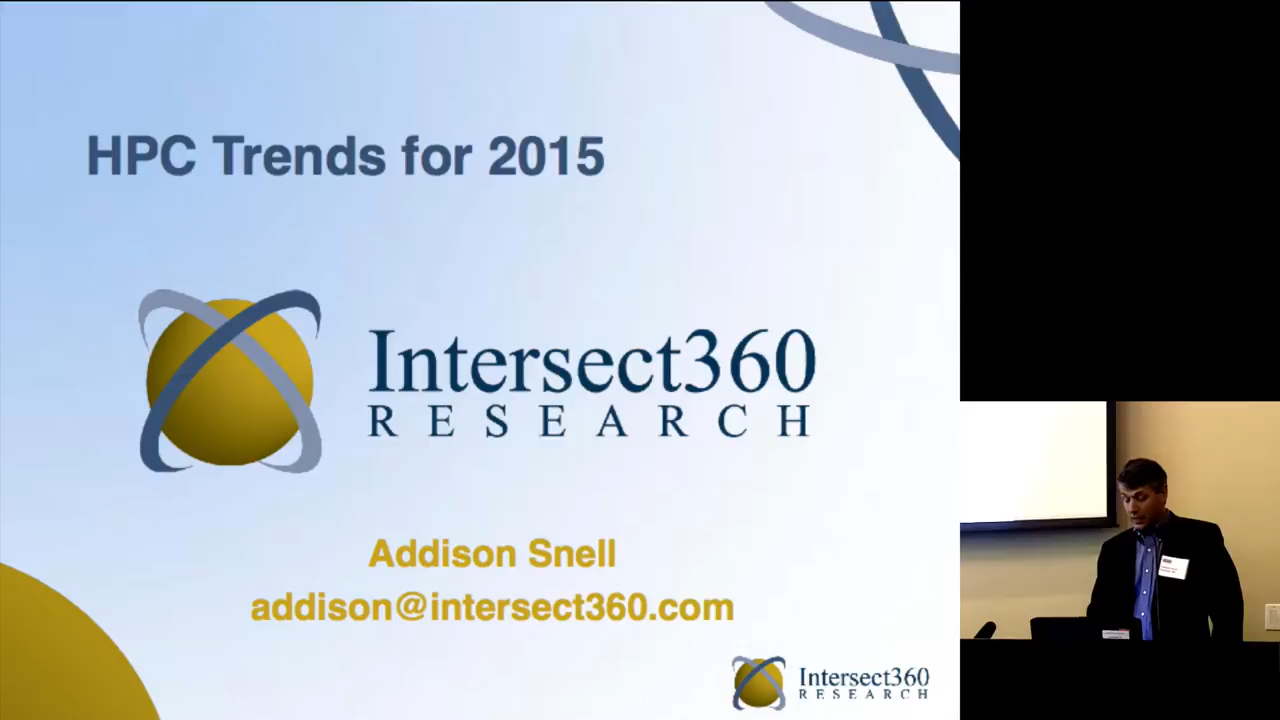 HPC Trends for 2015
Intersect360
RESEARCH
Addison Snell
addison@intersect360.com
Intersect360
RESEARCH